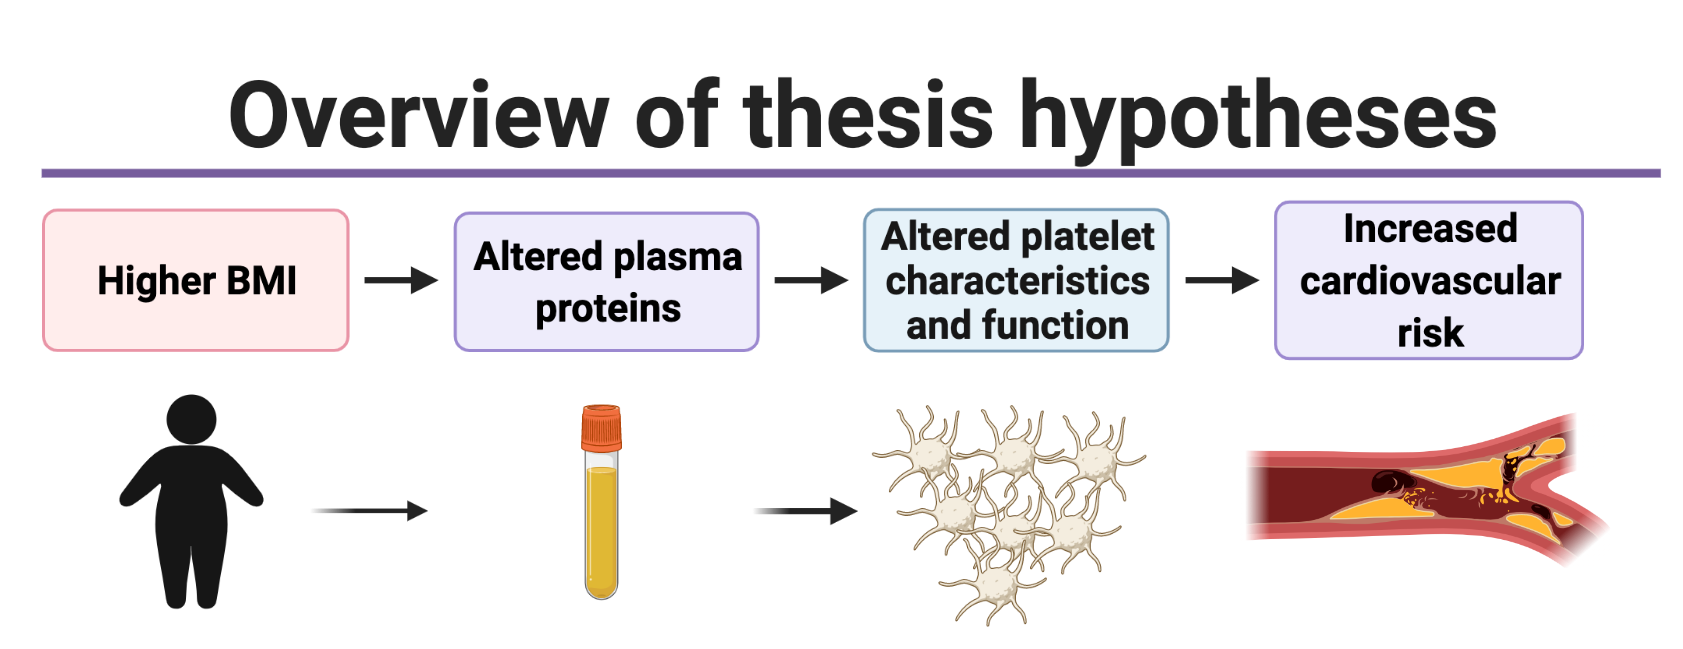 Overview of thesis hypotheses
Higher BMI
Altered plasma
proteins
Altered platelet
characteristics
and function
Increased
cardiovascular
risk